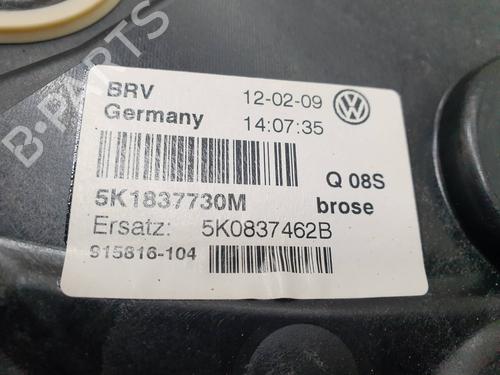 B-PARTS
BRV 12-02-09
Germany 14:07:35
Q 08S
5K1837730M brose
Ersatz: 5K0837462B
915816-104